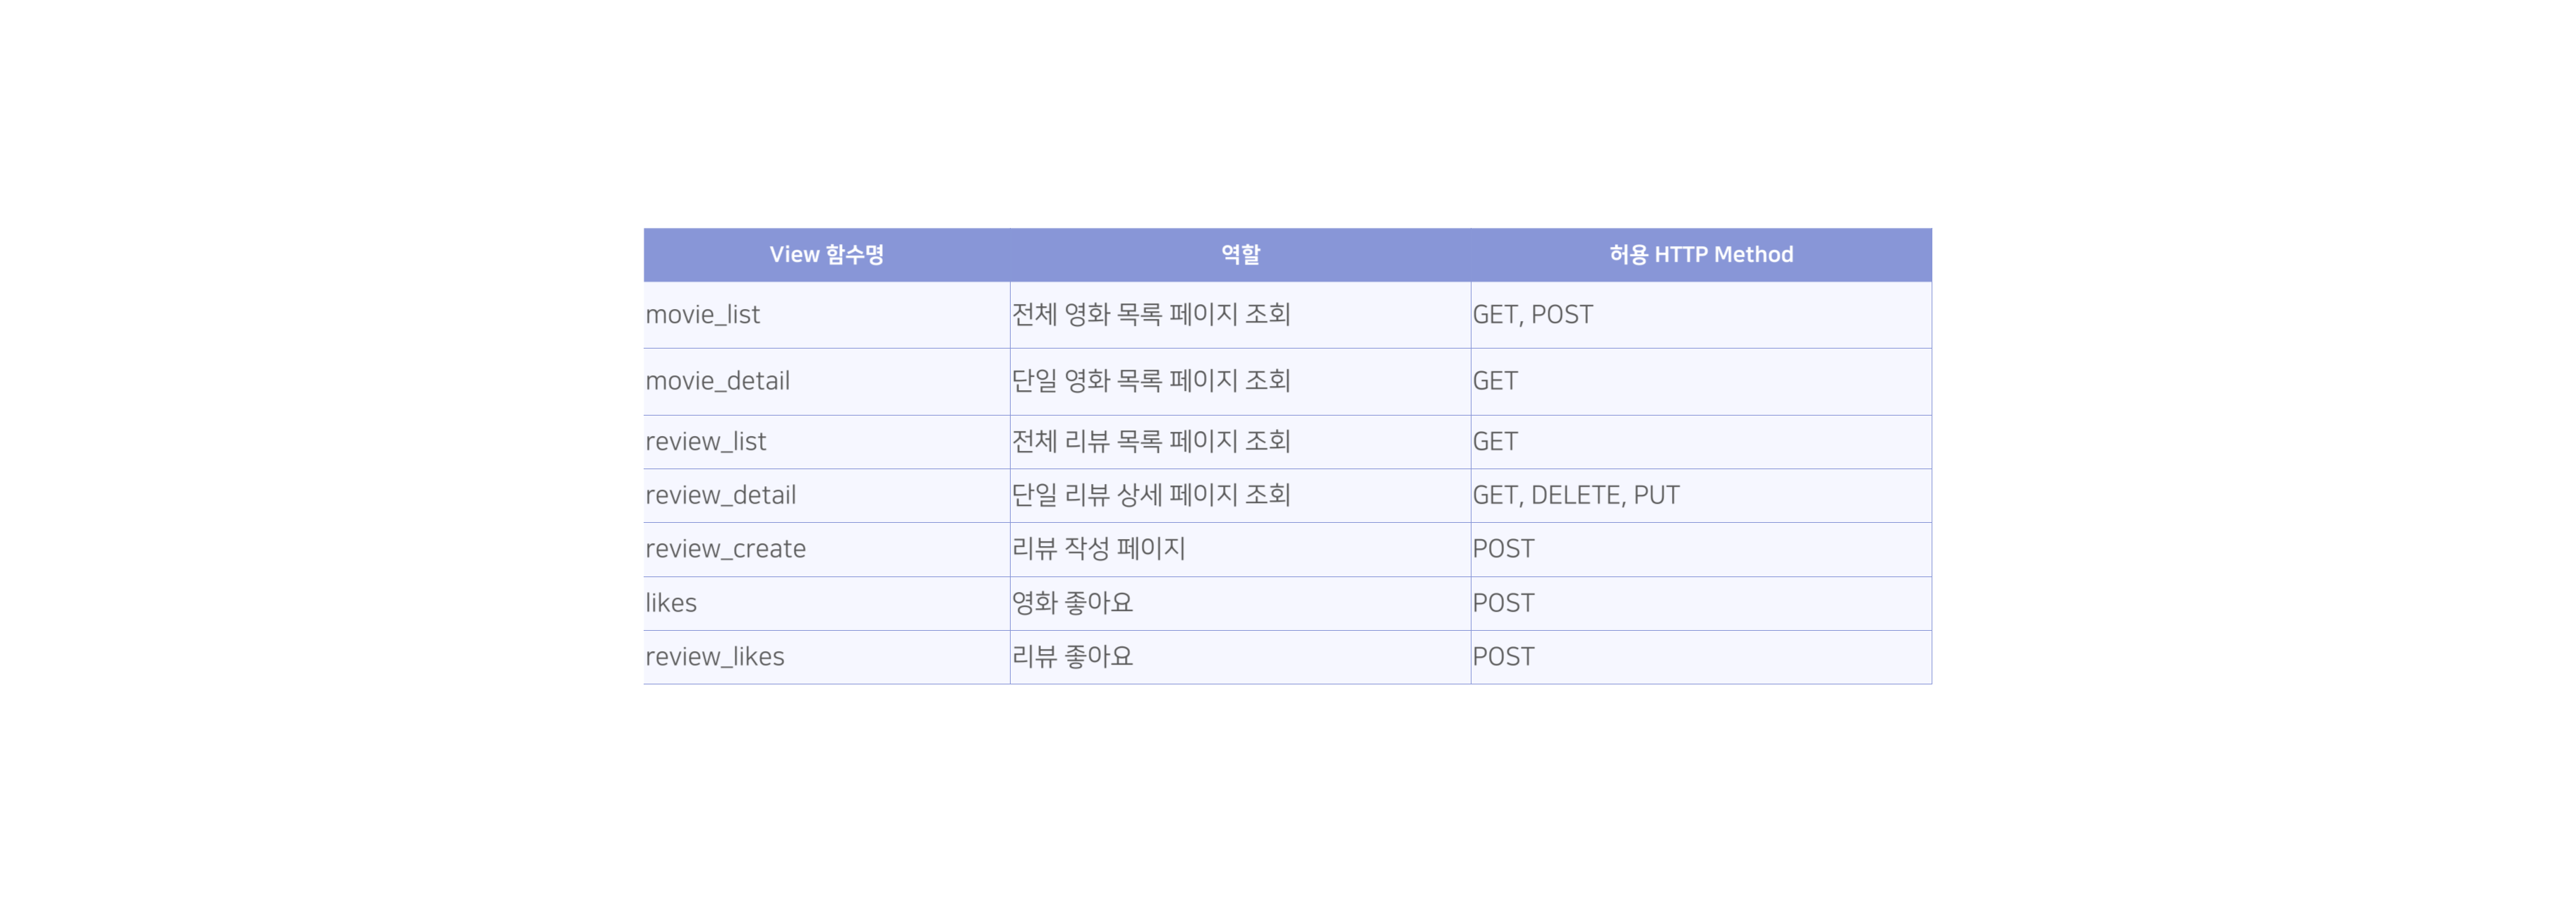 View 함수명 역할 허용 HTTP Method
movie_list 전체 영화 목록 페이지 조회 GET, POST
movie_detail 단일 영화 목록 페이지 조회 GET
review_list 전체 리뷰 목록 페이지 조회 GET
review_detail 단일 리뷰 상세 페이지 조회 GET, DELETE, PUT
review_create 리뷰 작성 페이지 POST
likes 영화 좋아요 POST
review_likes 리뷰 좋아요 POST